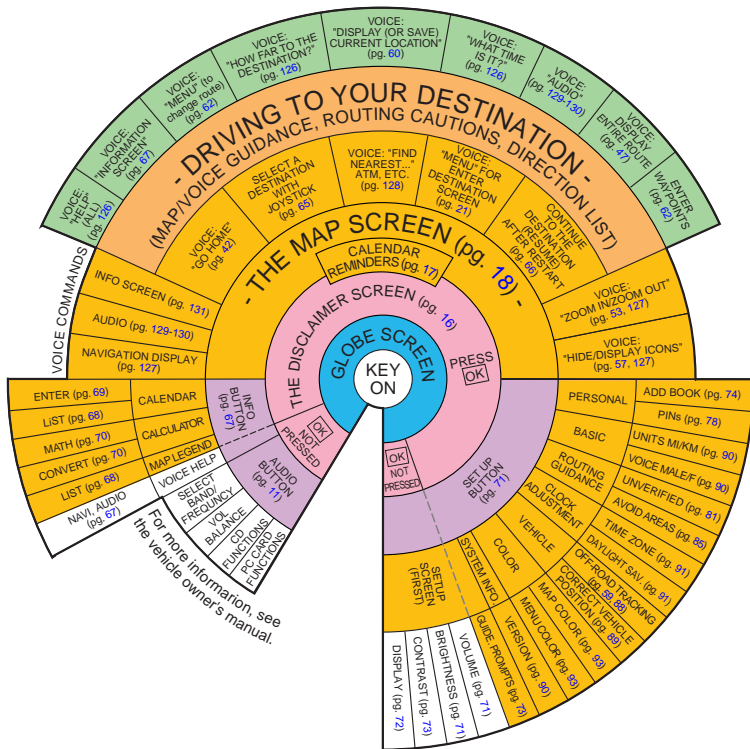 VOICE:
"HELP"
(ALL)
(pg. 126)
VOICE:
"INFORMATION
SCREEN"
(pg. 67)
VOICE:
"MENU" (to
change route)
(pg. 62)
VOICE:
"HOW FAR TO THE
DESTINATION?"
(pg. 126)
VOICE:
"DISPLAY (OR SAVE)
CURRENT LOCATION"
(pg. 60)
VOICE:
"WHAT TIME
IS IT?"
(pg. 126)
VOICE:
"AUDIO"
(pg. 129-130)
VOICE:
DISPLAY
ENTIRE ROUTE
(pg. 47)
ENTER
WAYPOINTS
(pg. 62)
- DRIVING TO YOUR DESTINATION -
(MAP/VOICE GUIDANCE, ROUTING CAUTIONS, DIRECTION LIST)
VOICE:
"GO HOME"
(pg. 42)
SELECT A
DESTINATION
WITH
JOYSTICK
(pg. 65)
VOICE: "FIND
NEAREST..."
ATM, ETC.
(pg. 128)
VOICE:
"MENU" FOR
ENTER
DESTINATION
SCREEN
(pg. 21)
CONTINUE
TO THE
DESTINATION
(RESUME)
AFTER RESTART
(pg. 66)
- THE MAP SCREEN (pg. 18) -
CALENDAR
REMINDERS (pg. 17)
THE DISCLAIMER SCREEN (pg. 16)
GLOBE SCREEN
KEY
ON
PRESS
OK
VOICE COMMANDS
INFO SCREEN (pg. 131)
AUDIO (pg. 129-130)
NAVIGATION DISPLAY
(pg. 127)
VOICE:
"ZOOM IN/ZOOM OUT"
(pg. 53, 127)
VOICE:
"HIDE/DISPLAY ICONS"
(pg. 57, 127)
ENTER (pg. 69)
LiST (pg. 68)
MATH (pg. 70)
CONVERT (pg. 70)
LIST (pg. 68)
NAVI, AUDIO
(pg. 67)
CALENDAR
CALCULATOR
MAP LEGEND
VOICE HELP
INFO
BUTTON
(pg. 67)
OK
NOT
PRESSED
AUDIO
BUTTON
(pg. 11)
SELECT
BAND/
FREQUNCY
VOL
BALANCE
CD
FUNCTIONS
PC CARD
FUNCTIONS
For more informarion, see
the vehicle owner's manual.
OK
NOT
PRESSED
SET UP
BUTTON
(pg. 71)
PERSONAL
BASIC
ROUTING
GUIDANCE
CLOCK
ADJUSTMENT
VEHICLE
COLOR
SYSTEM INFO.
SETUP
SCREEN
(FIRST)
ADD BOOK (pg. 74)
PINs (pg. 78)
UNITS MI/KM (pg. 90)
VOICE MALE/F (pg. 90)
UNVERIFIED (pg. 81)
AVOID AREAS (pg. 85)
TIME ZONE (pg. 91)
DAYLIGHT SAV. (pg. 91)
OFF-ROAD TRACKING
(pg. 59, 88)
CORRECT VEHICLE
POSITION (pg. 89)
MAP COLOR (pg. 93)
MENU COLOR (pg. 93)
VERSION (pg. 90)
GUIDE. PROMPTS (pg. 73)
VOLUME (pg. 71)
BRIGHTNESS (pg. 71)
CONTRAST (pg. 73)
DISPLAY (pg. 72)